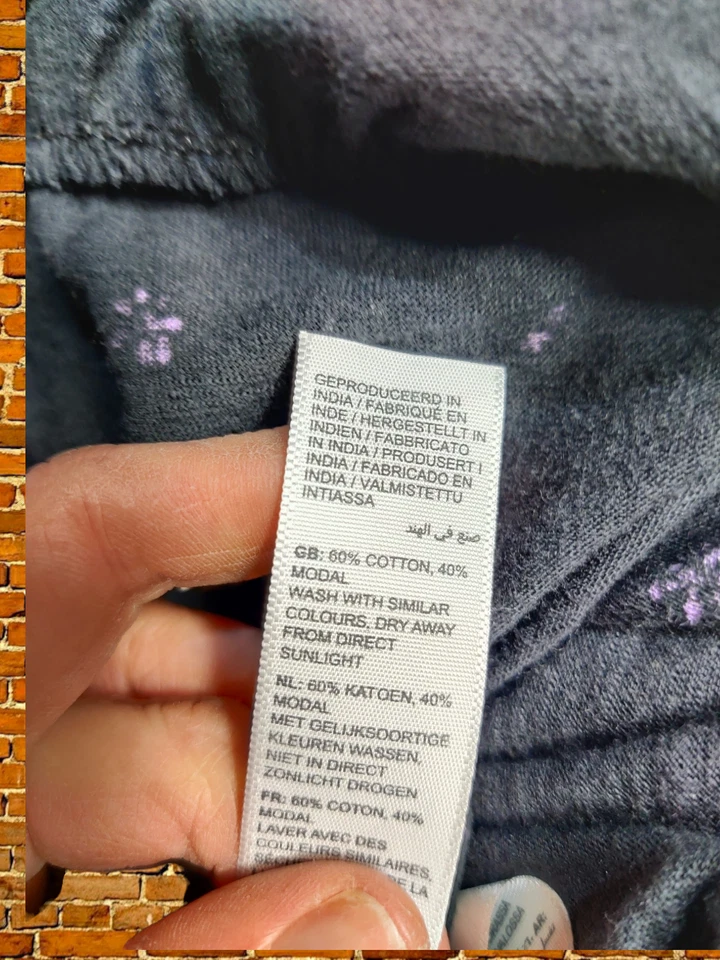 GEPRODUCEERD IN
INDIA / FABRIQUÉ EN
INDE / HERGESTELLT IN
INDIEN / FABBRICATO
IN INDIA / PRODUSERT I
INDIA / FABRICADO EN
INDIA / VALMISTETTU
INTIASSA
صنع في الهند
GB: 60% COTTON, 40%
MODAL
WASH WITH SIMILAR
COLOURS, DRY AWAY
FROM DIRECT
SUNLIGHT
NL: 60% KATOEN, 40%
MODAL
MET GELIJKSOORTIGE
KLEUREN WASSEN,
NIET IN DIRECT
ZONLICHT DROGEN
FR: 60% COTON, 40%
MODAL
LAVER AVEC DES
COULEURS SIMILAIRES,
DE LA
AR: